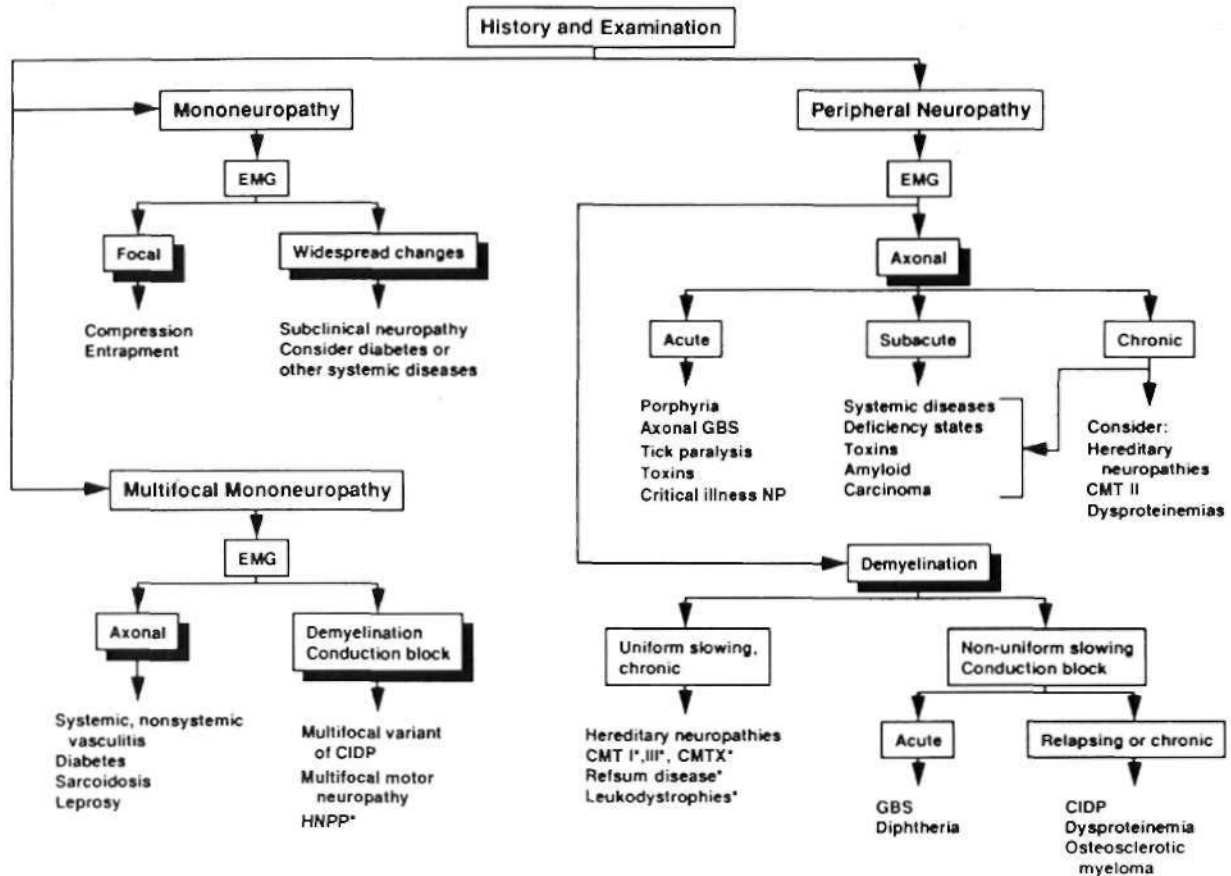 History and Examination
Mononeuropathy
EMG
Focal
Widespread changes
Compression
Entrapment
Subclinical neuropathy
Consider diabetes or
other systemic diseases
Multifocal Mononeuropathy
EMG
Axonal
Demyelination
Conduction block
Systemic, nonsystemic
vasculitis
Diabetes
Sarcoidosis
Leprosy
Multifocal variant
of CIDP
Multifocal motor
neuropathy
HNPP*
Peripheral Neuropathy
EMG
Axonal
Acute
Subacute
Chronic
Porphyria
Axonal GBS
Tick paralysis
Toxins
Critical illness NP
Systemic diseases
Deficiency states
Toxins
Amyloid
Carcinoma
Consider:
Hereditary
neuropathies
CMT II
Dysproteinemias
Demyelination
Uniform slowing,
chronic
Non-uniform slowing
Conduction block
Hereditary neuropathies
CMT I*,III*, CMTX*
Refsum disease*
Leukodystrophies*
Acute
Relapsing or chronic
GBS
Diphtheria
CIDP
Dysproteinemia
Osteosclerotic
myeloma